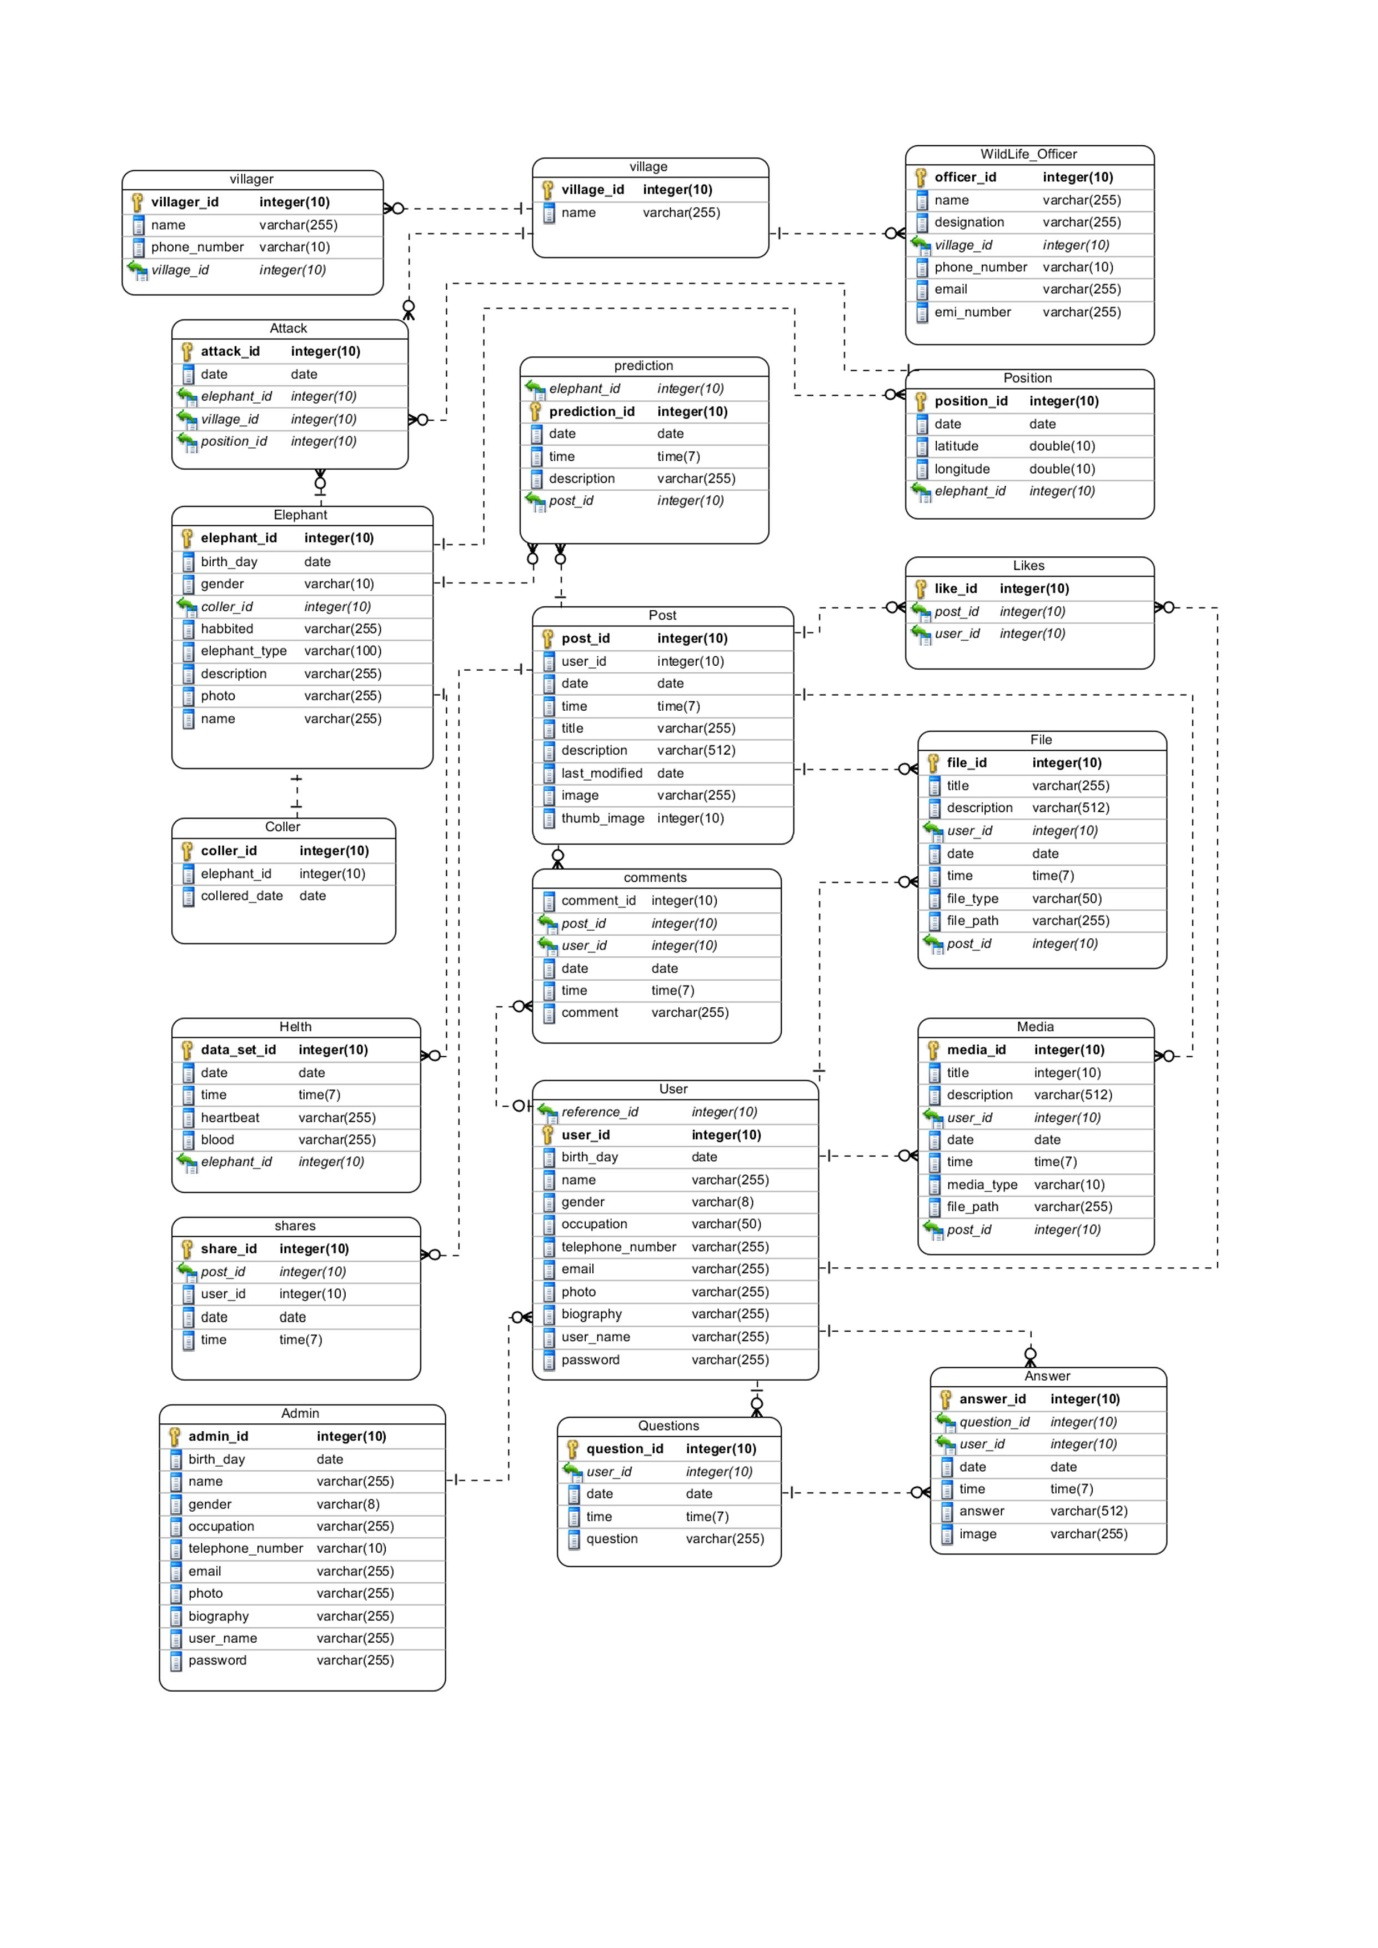 villager
villager_id integer(10)
name varchar(255)
phone_number varchar(10)
village_id integer(10)
village
village_id integer(10)
name varchar(255)
WildLife_Officer
officer_id integer(10)
name varchar(255)
designation varchar(255)
village_id integer(10)
phone_number varchar(10)
email varchar(255)
emi_number varchar(255)
Attack
attack_id integer(10)
date date
elephant_id integer(10)
village_id integer(10)
position_id integer(10)
prediction
elephant_id integer(10)
prediction_id integer(10)
date date
time time(7)
description varchar(255)
post_id integer(10)
Position
position_id integer(10)
date date
latitude double(10)
longitude double(10)
elephant_id integer(10)
Elephant
elephant_id integer(10)
birth_day date
gender varchar(10)
coller_id integer(10)
habbited varchar(255)
elephant_type varchar(100)
description varchar(255)
photo varchar(255)
name varchar(255)
Likes
like_id integer(10)
post_id integer(10)
user_id integer(10)
Post
post_id integer(10)
user_id integer(10)
date date
time time(7)
title varchar(255)
description varchar(512)
last_modified date
image varchar(255)
thumb_image integer(10)
File
file_id integer(10)
title varchar(255)
description varchar(512)
user_id integer(10)
date date
time time(7)
file_type varchar(50)
file_path varchar(255)
post_id integer(10)
Coller
coller_id integer(10)
elephant_id integer(10)
collered_date date
comments
comment_id integer(10)
post_id integer(10)
user_id integer(10)
date date
time time(7)
comment varchar(255)
Helth
data_set_id integer(10)
date date
time time(7)
heartbeat varchar(255)
blood varchar(255)
elephant_id integer(10)
Media
media_id integer(10)
title integer(10)
description varchar(512)
user_id integer(10)
date date
time time(7)
media_type varchar(10)
file_path varchar(255)
post_id integer(10)
User
reference_id integer(10)
user_id integer(10)
birth_day date
name varchar(255)
gender varchar(8)
occupation varchar(50)
telephone_number varchar(255)
email varchar(255)
photo varchar(255)
biography varchar(255)
user_name varchar(255)
password varchar(255)
shares
share_id integer(10)
post_id integer(10)
user_id integer(10)
date date
time time(7)
Admin
admin_id integer(10)
birth_day date
name varchar(255)
gender varchar(8)
occupation varchar(255)
telephone_number varchar(10)
email varchar(255)
photo varchar(255)
biography varchar(255)
user_name varchar(255)
password varchar(255)
Questions
question_id integer(10)
user_id integer(10)
date date
time time(7)
question varchar(255)
Answer
answer_id integer(10)
question_id integer(10)
user_id integer(10)
date date
time time(7)
answer varchar(512)
image varchar(255)